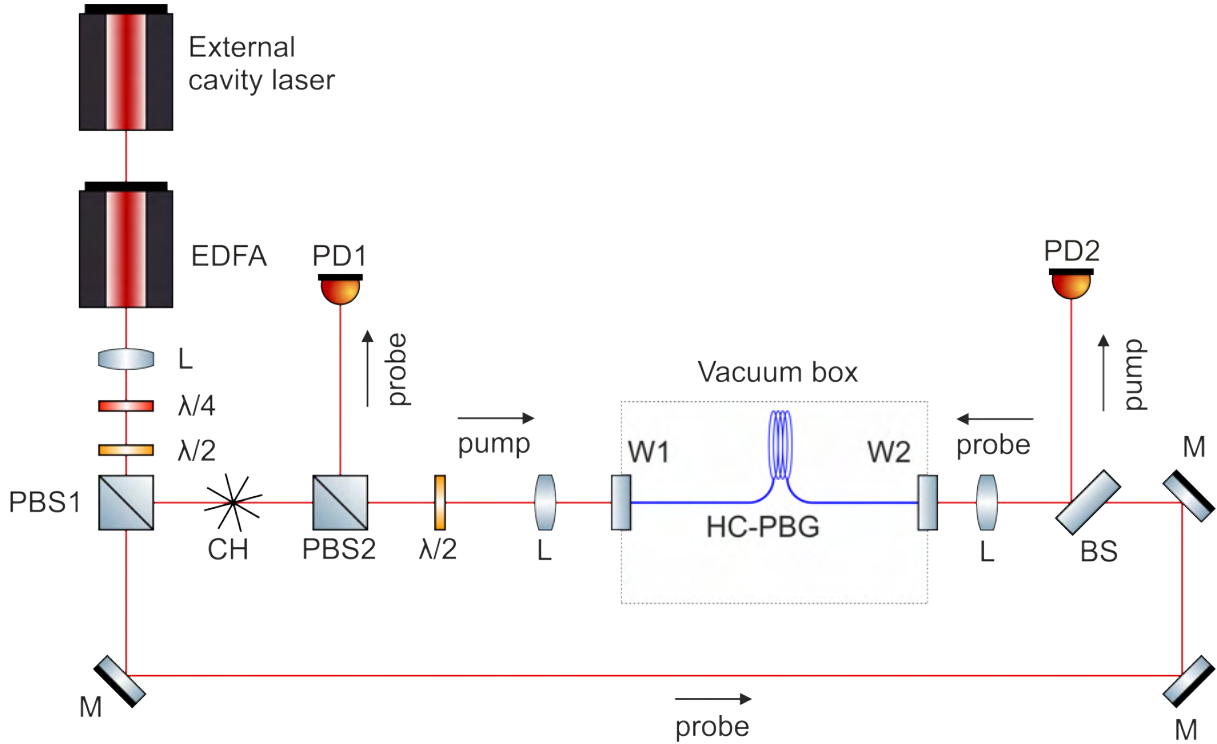 External
cavity laser
EDFA
PD1
PD2
L
probe
pump
Vacuum box
λ/4
pump
probe
λ/2
W1
W2
M
PBS1
CH
PBS2
λ/2
L
HC-PBG
L
BS
M
probe
M